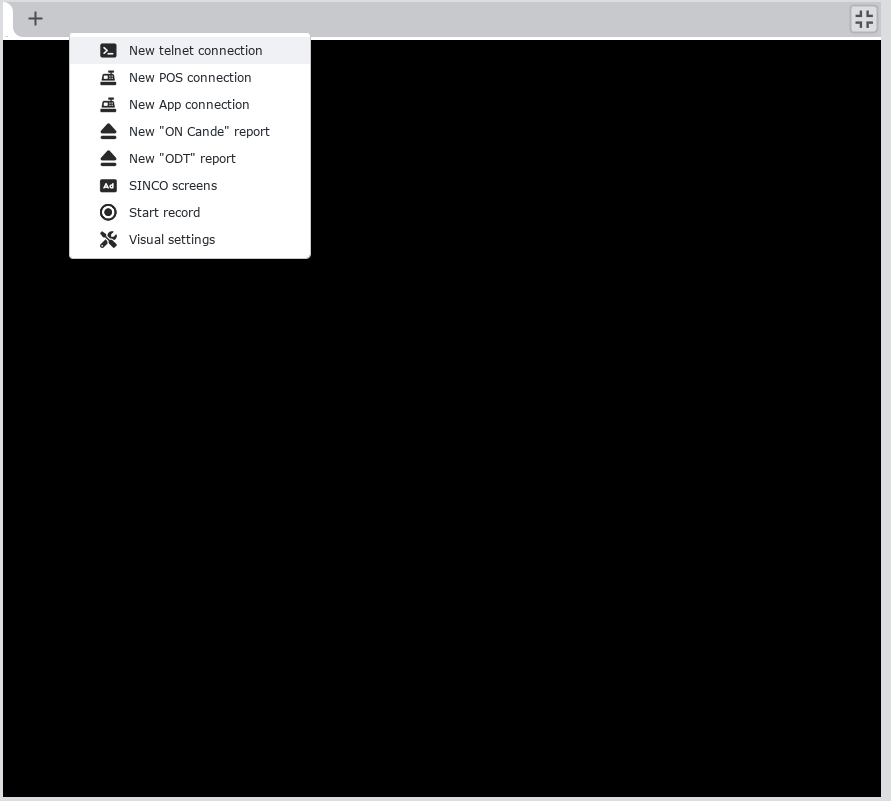 New telnet connection
New POS connection
New App connection
New "ON Cande" report
New "ODT" report
Ad SINCO screens
Start record
Visual settings